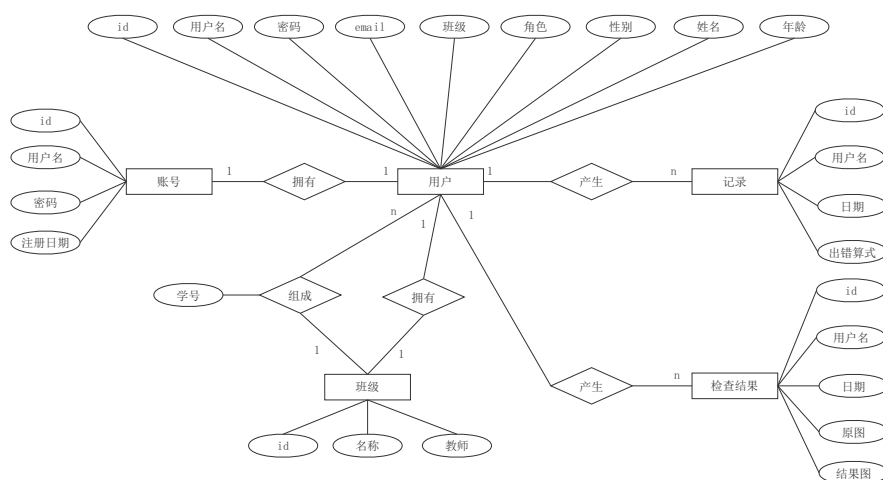 id 用户名 密码 email 班级 角色 性别 姓名 年龄
id
用户名
密码
注册日期
账号
1
拥有
1
用户
1
产生
n
记录
id
用户名
日期
出错算式
n
1
1
学号
组成
拥有
1
1
班级
id 名称 教师
产生
n
检查结果
id
用户名
日期
原图
结果图